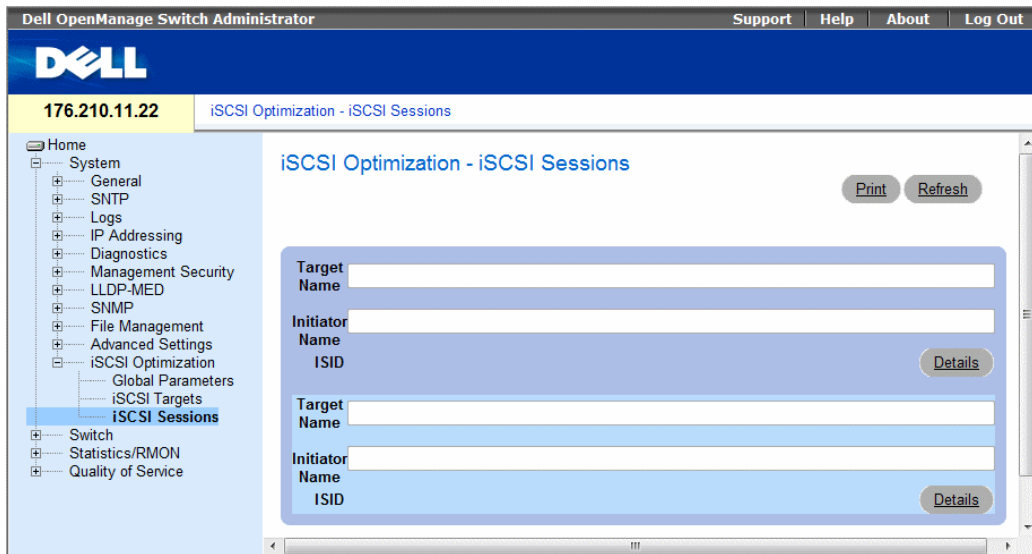 Dell OpenManage Switch Administrator
Support Help About Log Out
DELL
176.210.11.22
iSCSI Optimization - iSCSI Sessions
Home
System
General
SNTP
Logs
IP Addressing
Diagnostics
Management Security
LLDP-MED
SNMP
File Management
Advanced Settings
iSCSI Optimization
Global Parameters
iSCSI Targets
iSCSI Sessions
Switch
Statistics/RMON
Quality of Service
iSCSI Optimization - iSCSI Sessions
Print Refresh
Target
Name
Initiator
Name
ISID
Details
Target
Name
Initiator
Name
ISID
Details